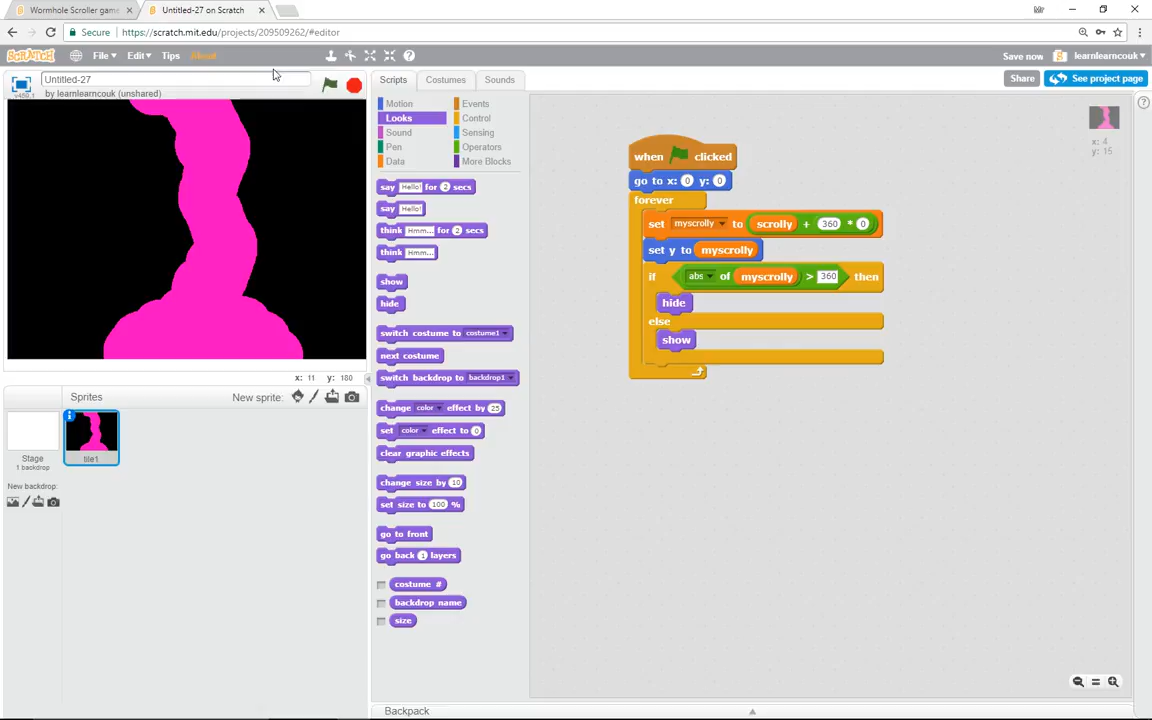 Wormhole Scroller game
Untitled-27 on Scratch
Secure
https://scratch.mit.edu/projects/209509262/#editor
SCRATCH
File
Edit
Tips
About
Save now
learnlearncouk
Untitled-27
by learnlearncouk (unshared)
Scripts
Costumes
Sounds
Share
See project page
Motion
Looks
Sound
Pen
Data
Events
Control
Sensing
Operators
More Blocks
say Hello! for 2 secs
say Hello!
think Hmm... for 2 secs
think Hmm...
show
hide
switch costume to costume1
next costume
switch backdrop to backdrop1
change color effect by 25
set color effect to 0
clear graphic effects
change size by 10
set size to 100 %
go to front
go back 1 layers
costume #
backdrop name
size
when clicked
go to x: 0 y: 0
forever
set myscrolly to scrolly + 360 * 0
set y to myscrolly
if abs of myscrolly > 360 then
hide
else
show
x: 4
y: 15
x: 11 y: 180
Sprites
New sprite:
Stage
1 backdrop
New backdrop:
tile1
Backpack